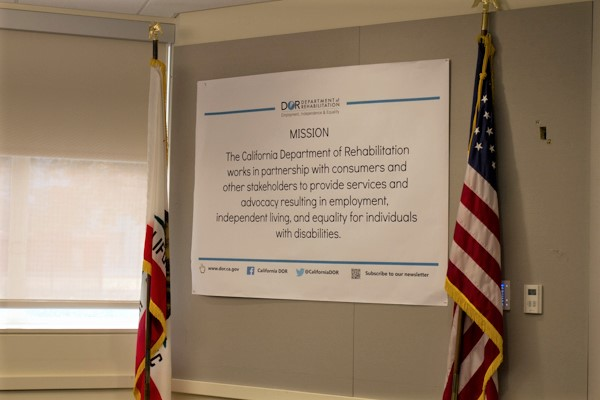 DOR DEPARTMENT of
REHABILITATION
Employment, Independence & Equality
MISSION
The California Department of Rehabilitation
works in partnership with consumers and
other stakeholders to provide services and
advocacy resulting in employment,
independent living, and equality for individuals
with disabilities.
www.dor.ca.gov California DOR @CaliforniaDOR Subscribe to our newsletter